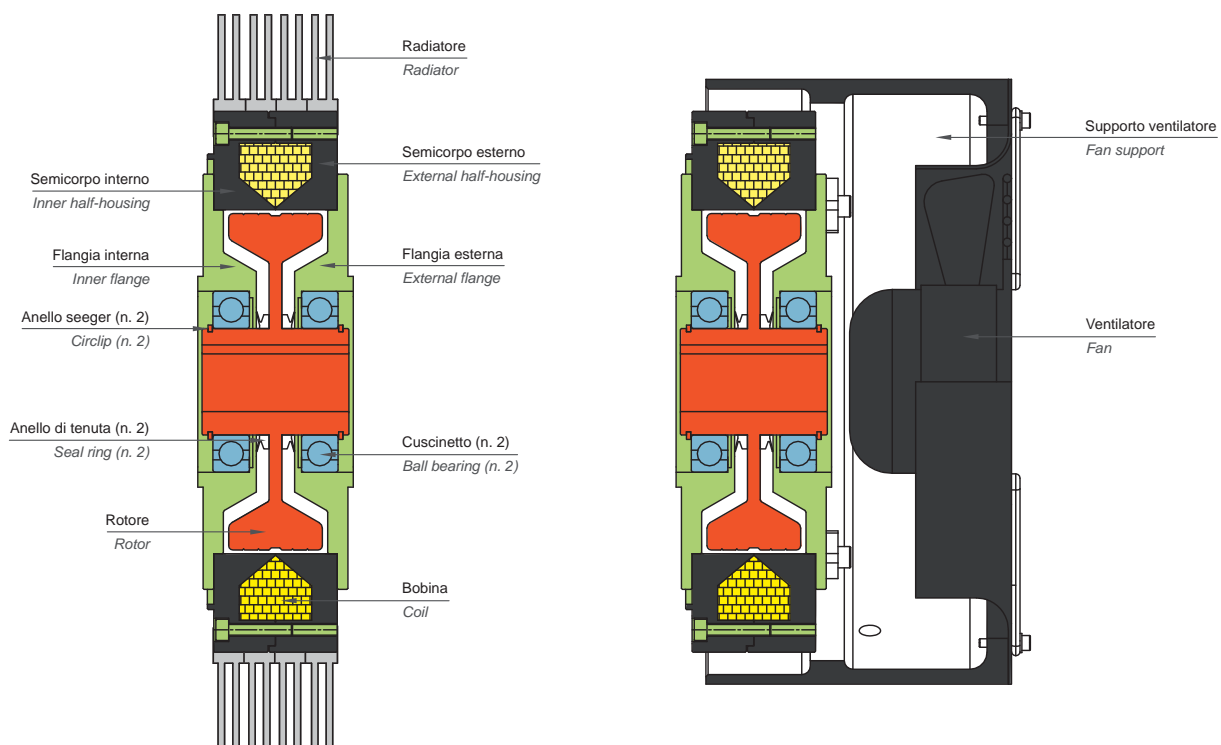 Radiatore
Radiator
Semicorpo esterno
External half-housing
Semicorpo interno
Inner half-housing
Flangia interna
Inner flange
Flangia esterna
External flange
Anello seeger (n. 2)
Circlip (n. 2)
Anello di tenuta (n. 2)
Seal ring (n. 2)
Cuscinetto (n. 2)
Ball bearing (n. 2)
Rotore
Rotor
Bobina
Coil
Supporto ventilatore
Fan support
Ventilatore
Fan